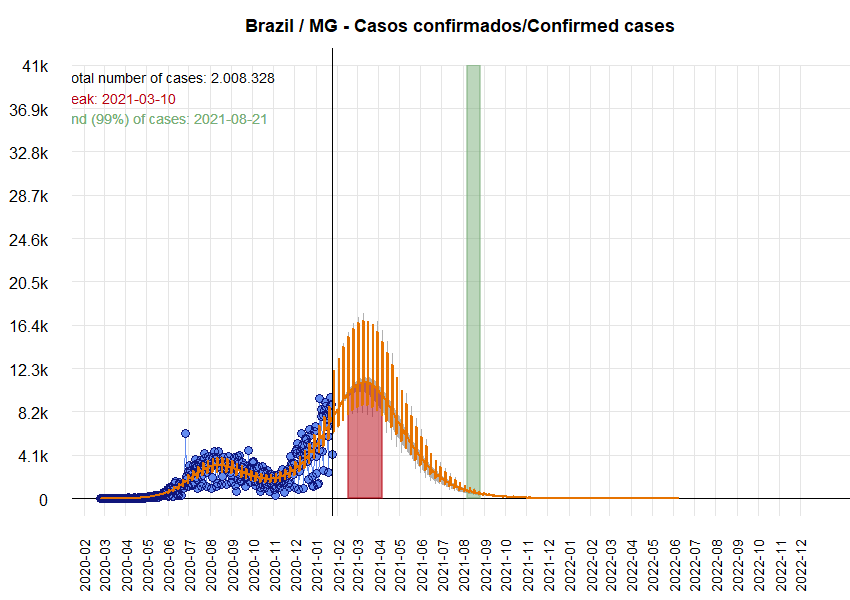 Brazil / MG - Casos confirmados/Confirmed cases
41k
otal number of cases: 2.008.328
eak: 2021-03-10
36.9k
nd (99%) of cases: 2021-08-21
32.8k
28.7k
24.6k
20.5k
16.4k
12.3k
8.2k
4.1k
0
2020-02
2020-03
2020-04
2020-05
2020-06
2020-07
2020-08
2020-09
2020-10
2020-11
2020-12
2021-01
2021-02
2021-03
2021-04
2021-05
2021-06
2021-07
2021-08
2021-09
2021-10
2021-11
2021-12
2022-01
2022-02
2022-03
2022-04
2022-05
2022-06
2022-07
2022-08
2022-09
2022-10
2022-11
2022-12